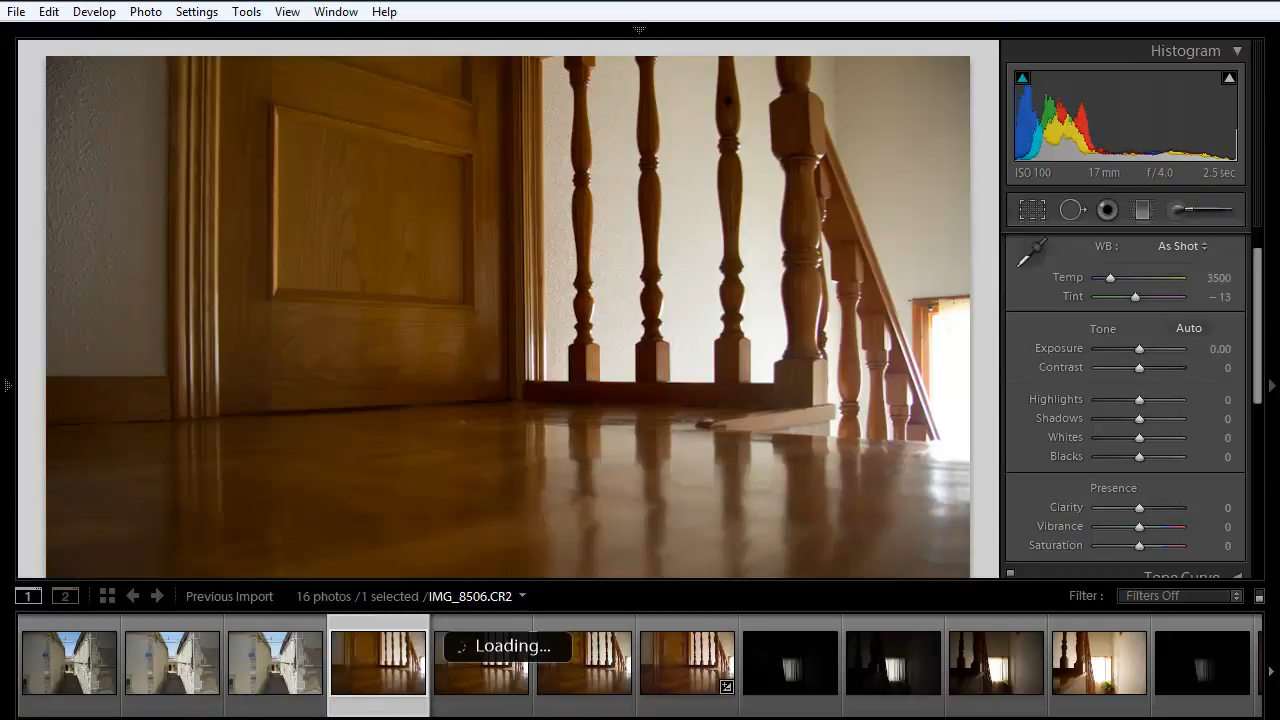 File Edit Develop Photo Settings Tools View Window Help
Histogram
ISO 100 17 mm f / 4.0 2.5 sec
WB : As Shot
Temp 3500
Tint – 13
Tone Auto
Exposure 0.00
Contrast 0
Highlights 0
Shadows 0
Whites 0
Blacks 0
Presence
Clarity 0
Vibrance 0
Saturation 0
Tone Curve
1 2 Previous Import 16 photos / 1 selected / IMG_8506.CR2 Filter : Filters Off
Loading...